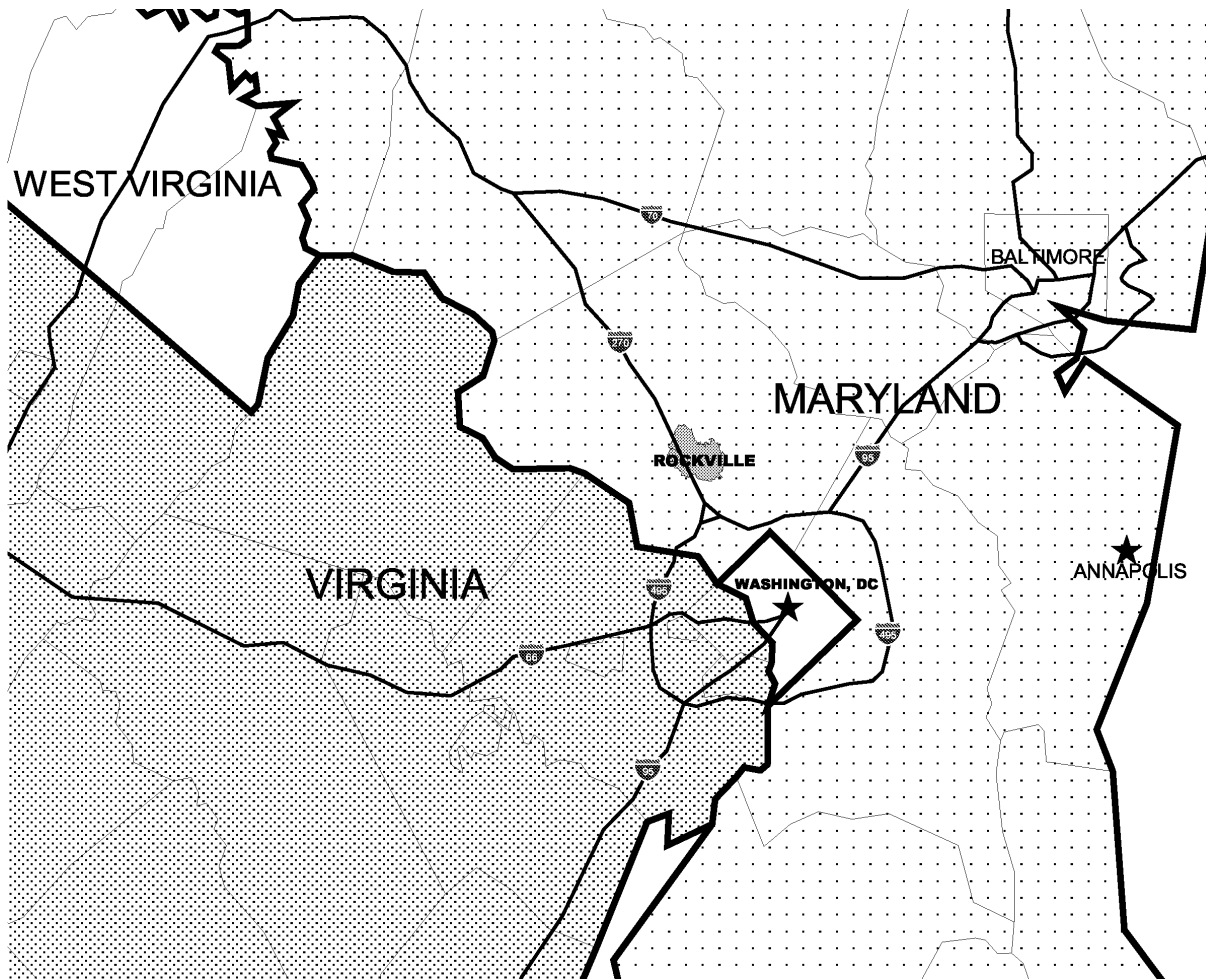 WEST VIRGINIA
70
BALTIMORE
270
MARYLAND
95
ROCKVILLE
ANNAPOLIS
VIRGINIA
WASHINGTON, DC
495
495
66
95